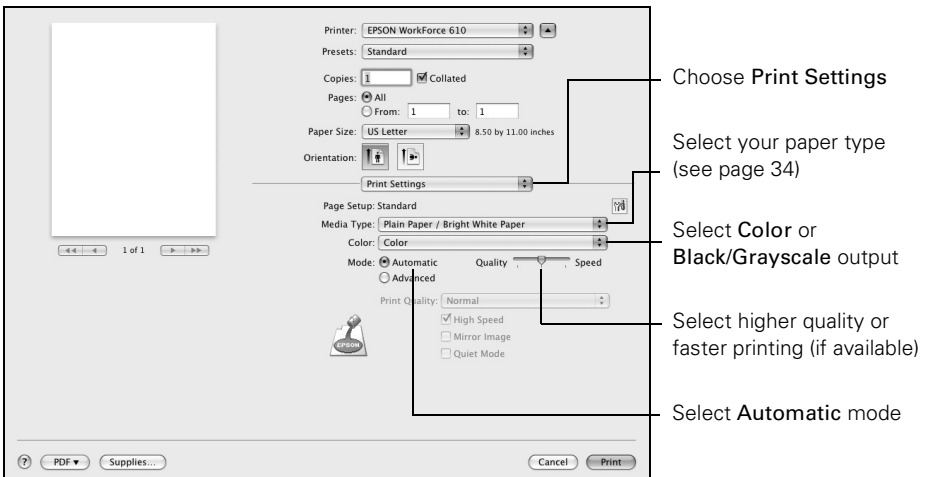 Printer: EPSON WorkForce 610
Presets: Standard
Copies: 1 Collated
Pages: All
From: 1 to: 1
Paper Size: US Letter 8.50 by 11.00 inches
Orientation:
Print Settings
Page Setup: Standard
Media Type: Plain Paper / Bright White Paper
Color: Color
Mode: Automatic Quality Speed
Advanced
Print Quality: Normal
High Speed
Mirror Image
Quiet Mode
EPSON
1 of 1
? PDF▼ Supplies... Cancel Print
Choose Print Settings
Select your paper type
(see page 34)
Select Color or
Black/Grayscale output
Select higher quality or
faster printing (if available)
Select Automatic mode